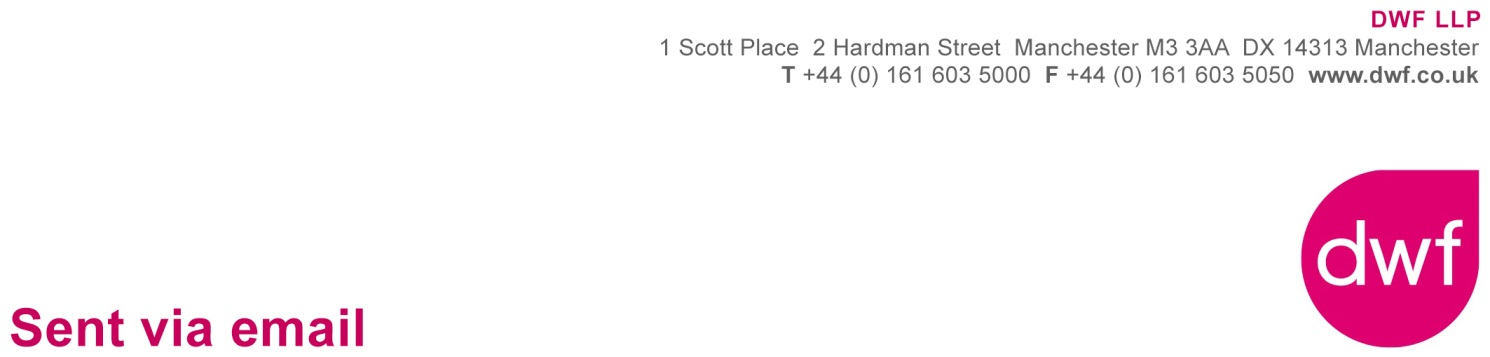 DWF LLP
1 Scott Place 2 Hardman Street Manchester M3 3AA DX 14313 Manchester
T +44 (0) 161 603 5000 F +44 (0) 161 603 5050 www.dwf.co.uk
dwf
Sent via email